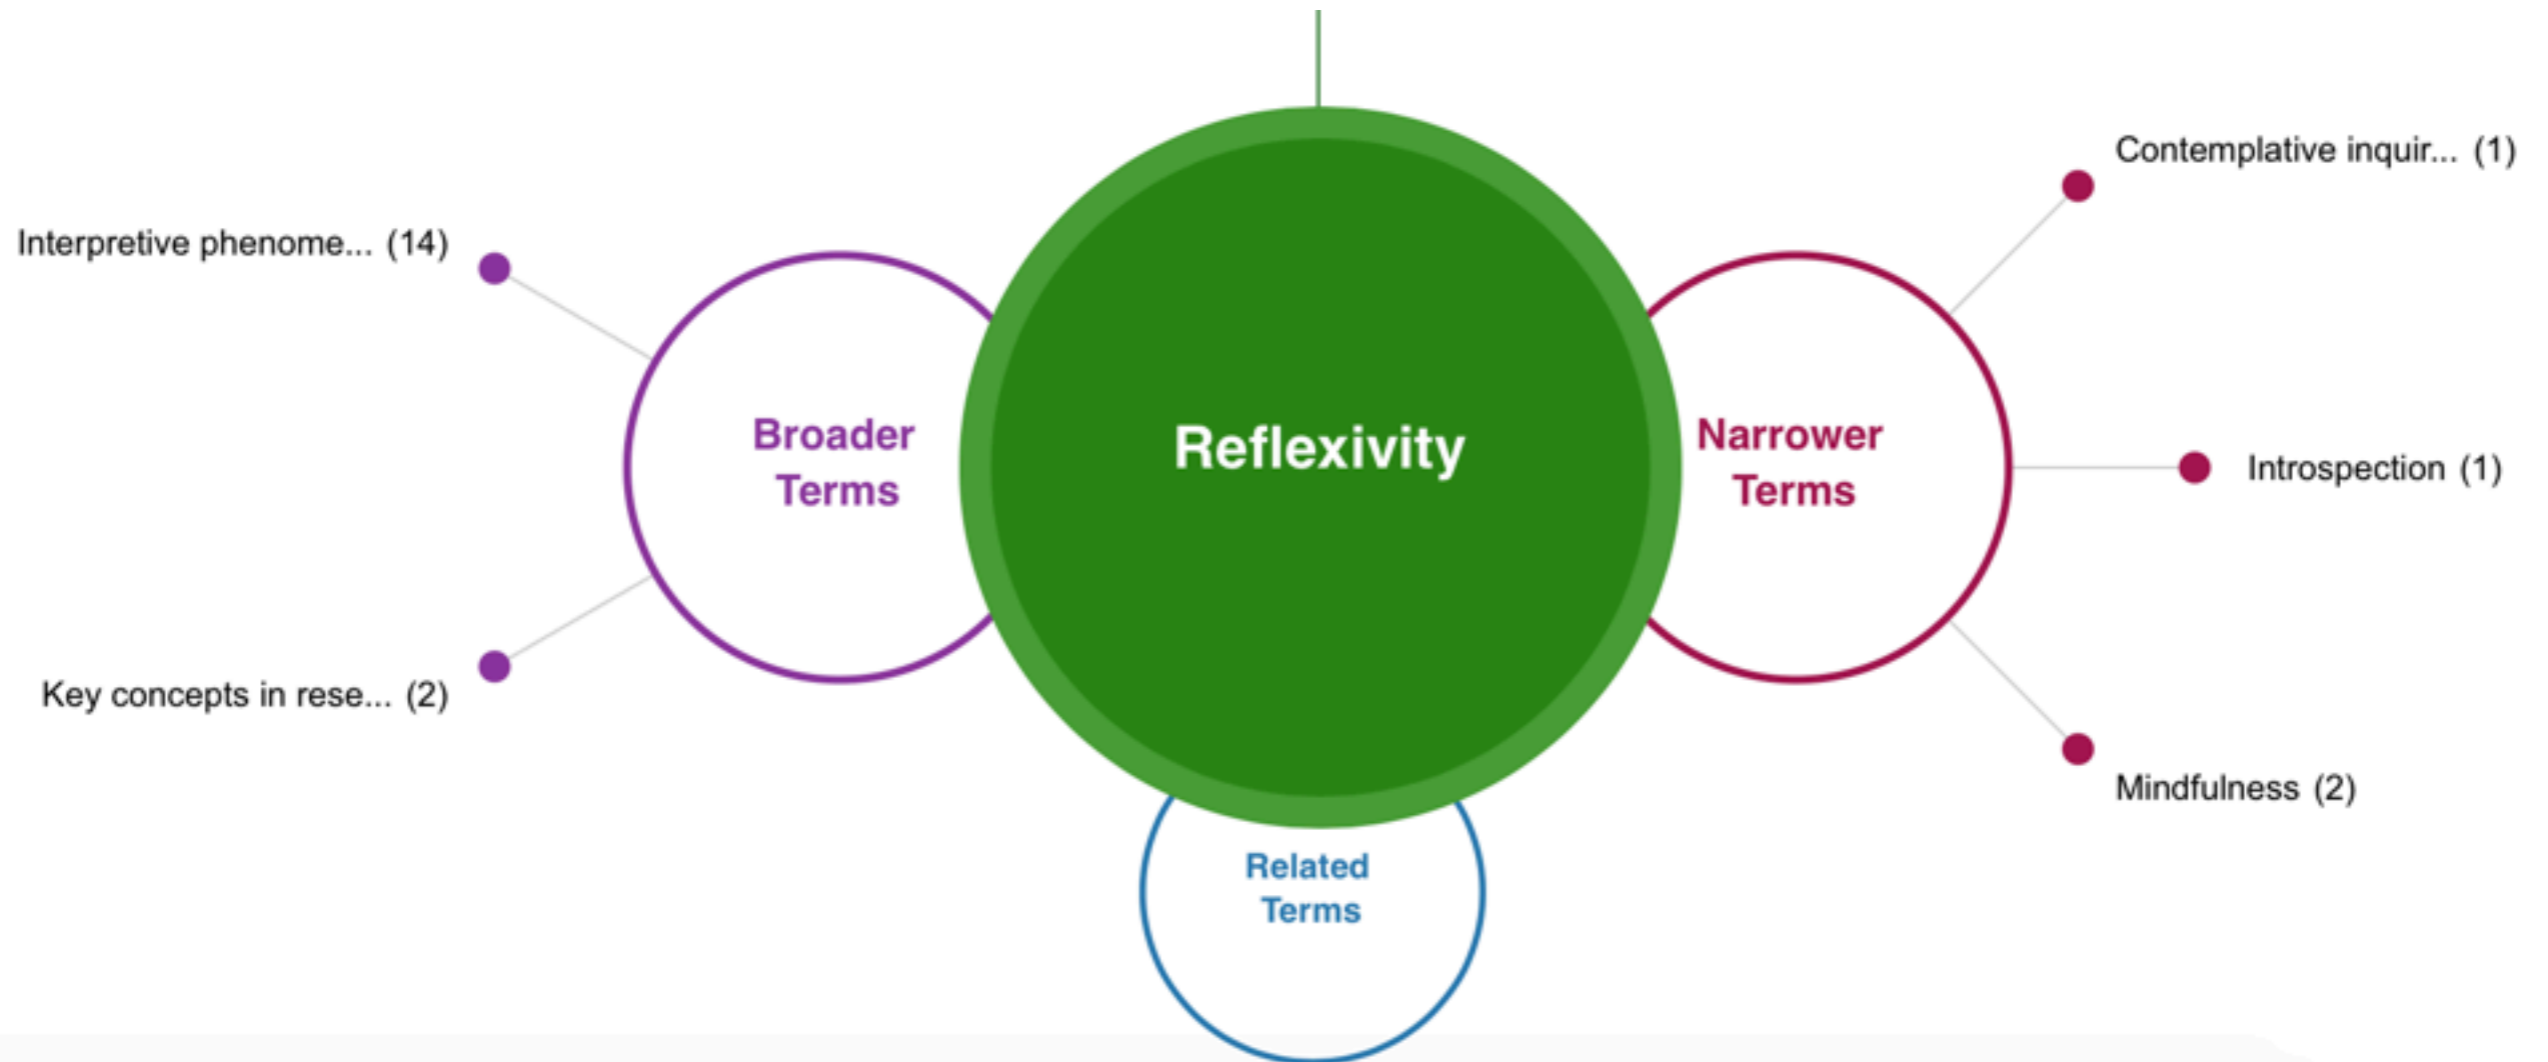 Contemplative inquir... (1)
Interpretive phenome... (14)
Broader
Terms
Reflexivity
Narrower
Terms
Introspection (1)
Key concepts in rese... (2)
Mindfulness (2)
Related
Terms